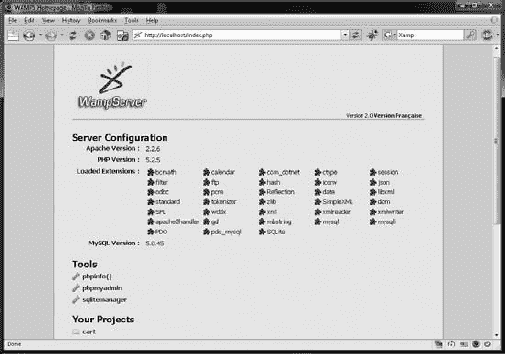 File Edit View History Bookmarks Tools Help
http://localhost/index.php
Xamp
WampServer
Version 2.0 Version Française
Server Configuration
Apache Version : 2.2.6
PHP Version : 5.2.5
Loaded Extensions : bcmath calendar com_dotnet ctype session
filter ftp hash iconv json
odbc pcre Reflection date libxml
standard tokenizer zlib SimpleXML dom
SPL wddx xml xmlreader xmlwriter
apache2handler gd mbstring mysql mysqli
PDO pdo_mysql SQLite
MySQL Version : 5.0.45
Tools
phpinfo()
phpmyadmin
sqlitemanager
Your Projects
cart
Done